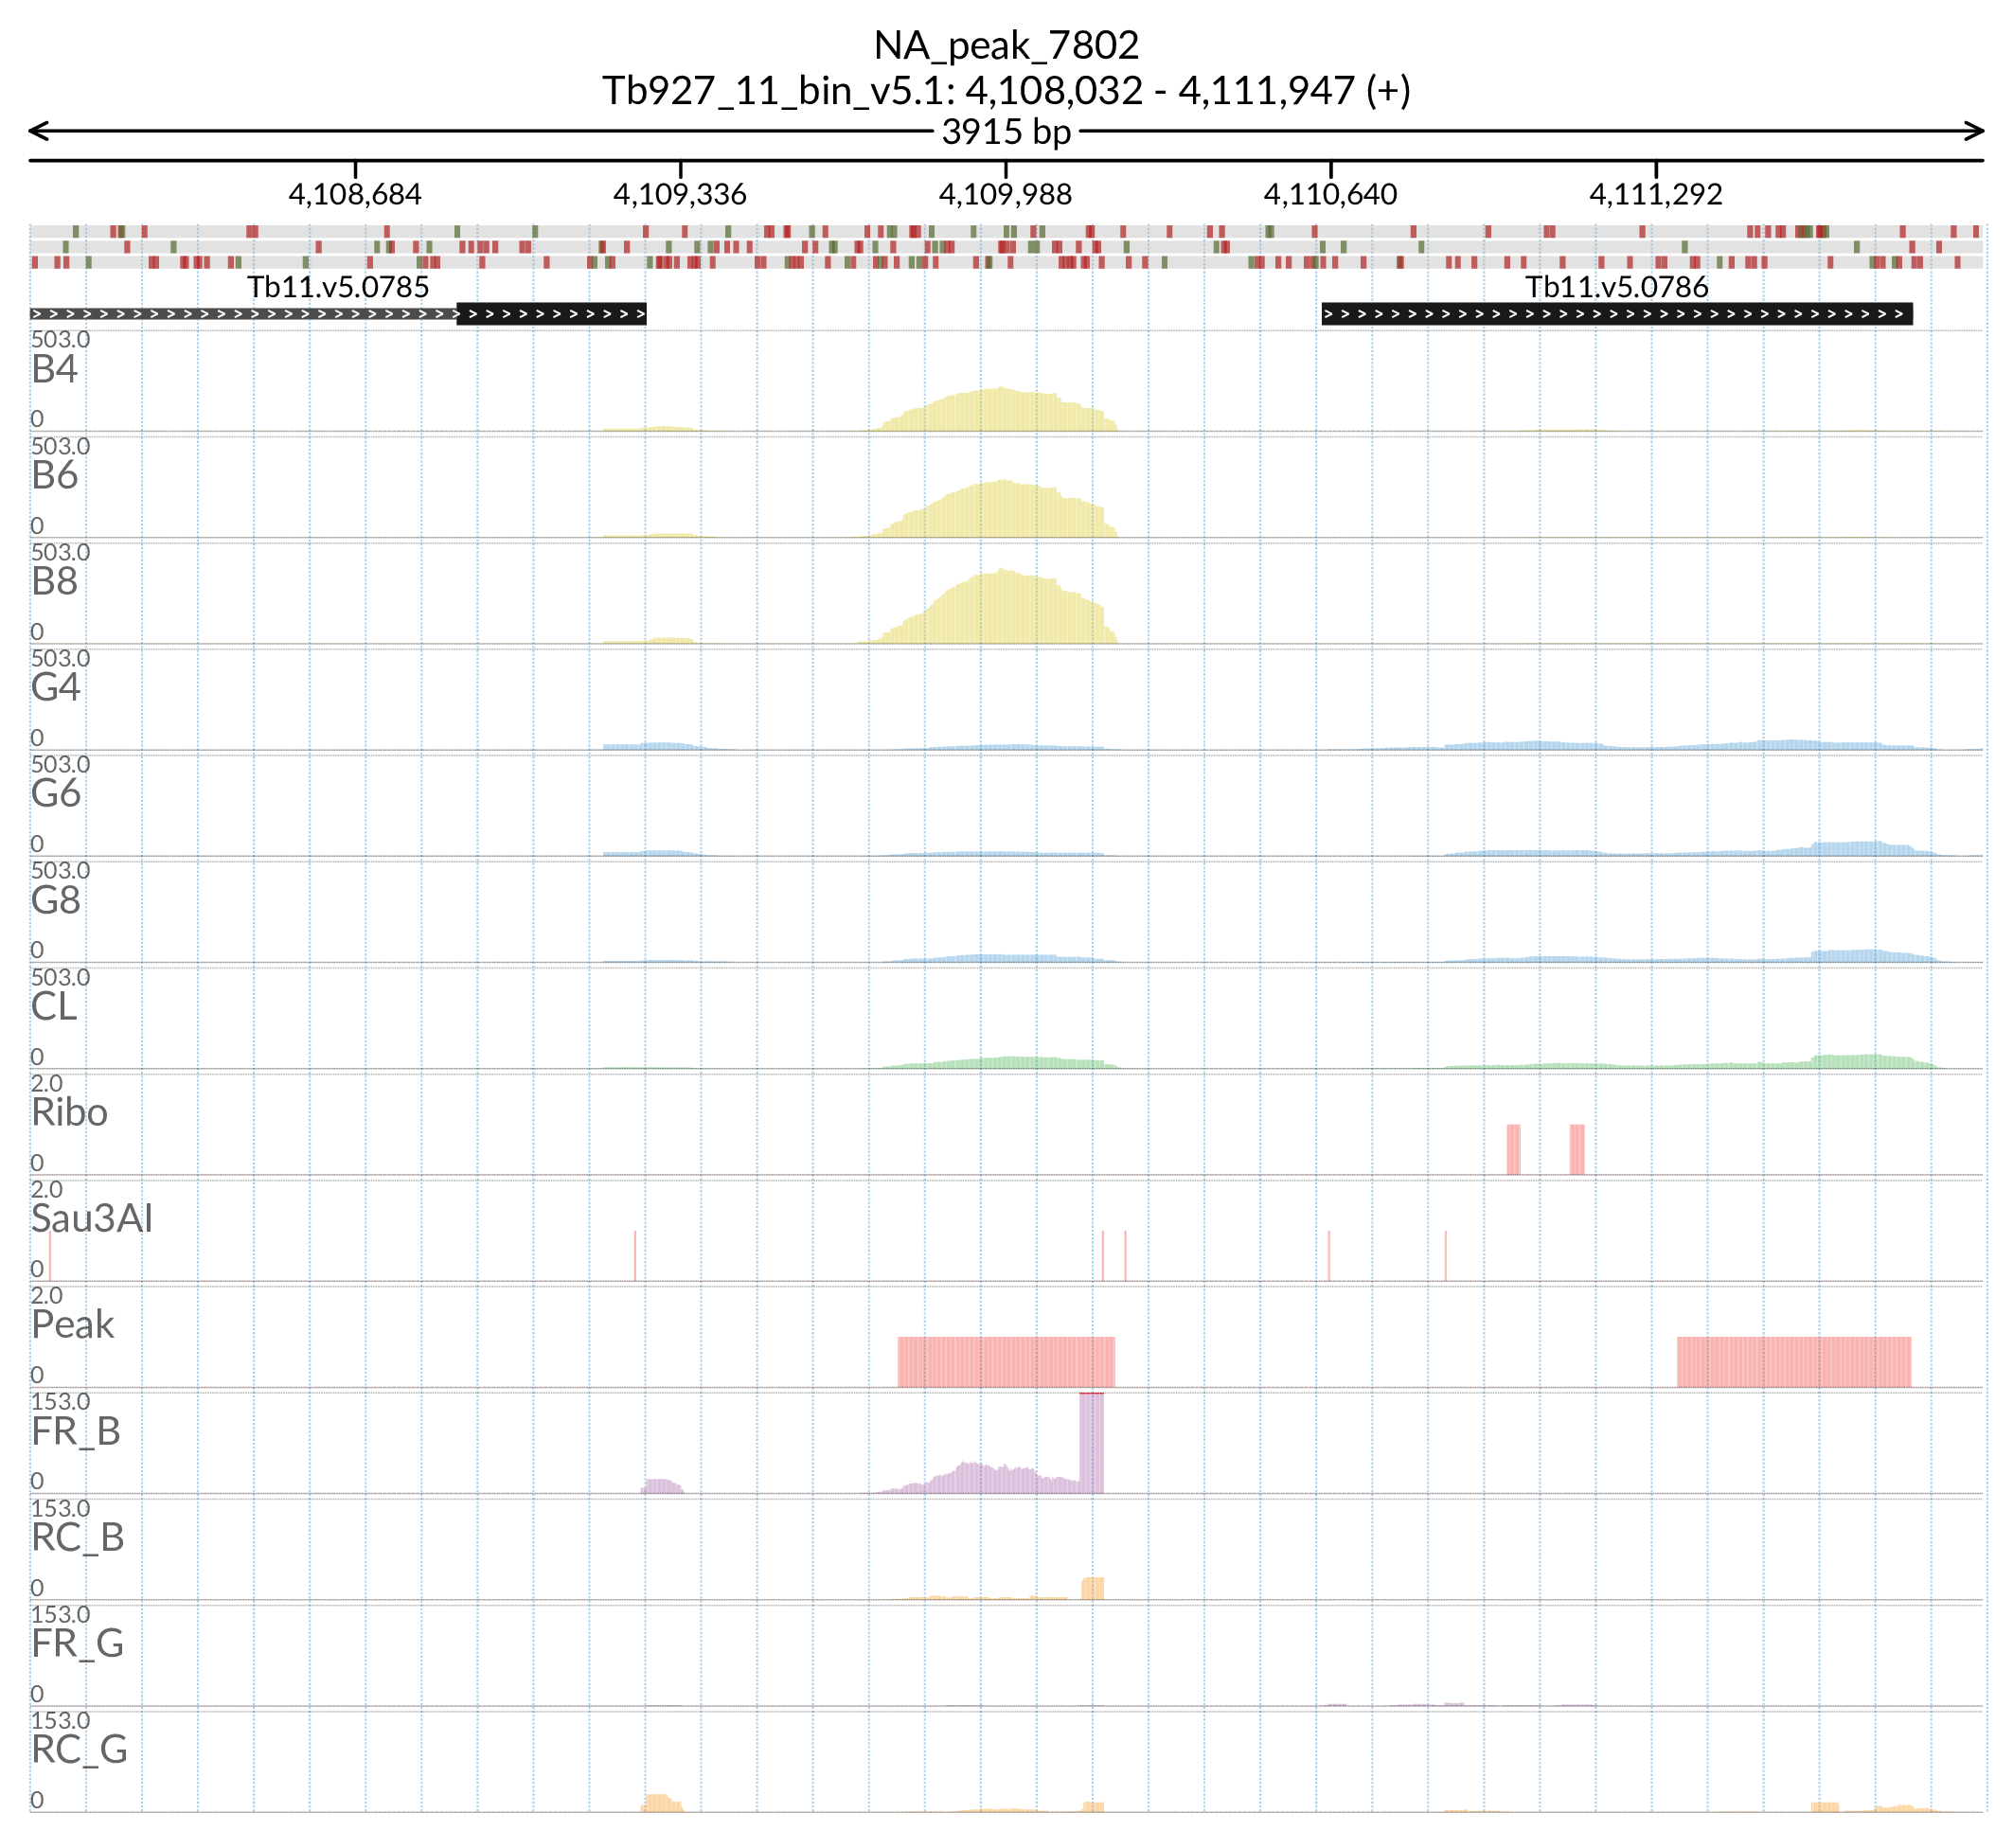 NA_peak_7802
Tb927_11_bin_v5.1: 4,108,032 - 4,111,947 (+)
3915 bp
4,108,684 4,109,336 4,109,988 4,110,640 4,111,292
Tb11.v5.0785 Tb11.v5.0786
503.0
B4
0
503.0
B6
0
503.0
B8
0
503.0
G4
0
503.0
G6
0
503.0
G8
0
503.0
CL
0
2.0
Ribo
0
2.0
Sau3AI
0
2.0
Peak
0
153.0
FR_B
0
153.0
RC_B
0
153.0
FR_G
0
153.0
RC_G
0